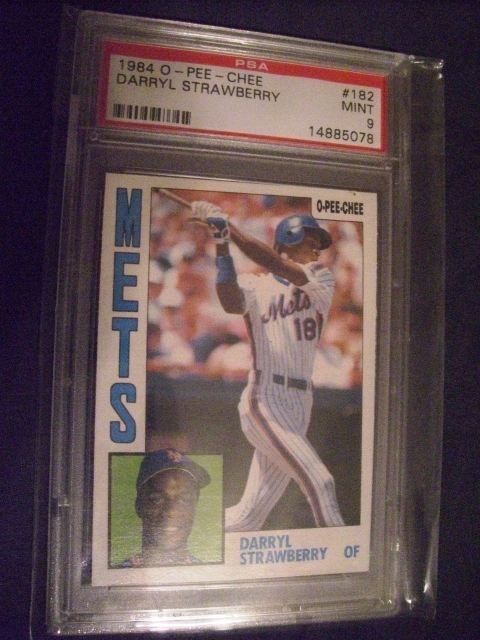 PSA
1984 O-PEE-CHEE #182
DARRYL STRAWBERRY MINT
9
14885078
O-PEE-CHEE
METS
Mets
18
DARRYL
STRAWBERRY OF